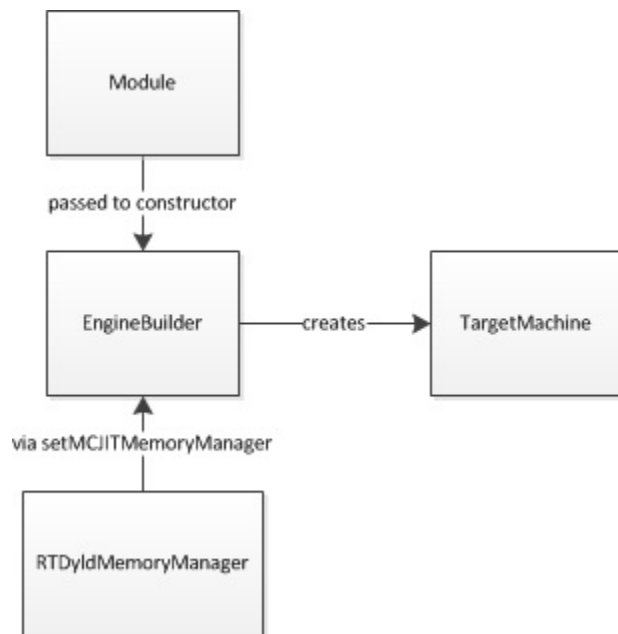 Module
passed to constructor
EngineBuilder
creates
TargetMachine
via setMCJITMemoryManager
RTDyldMemoryManager